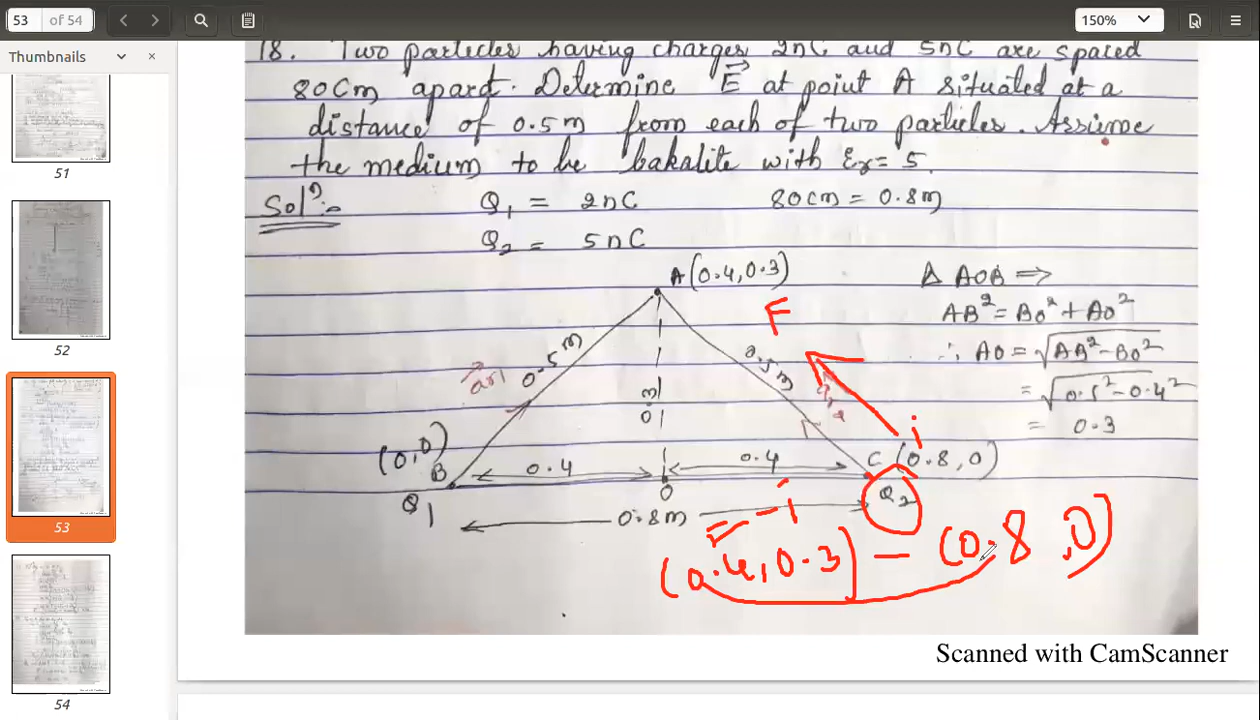 53 of 54
150%
Thumbnails
51
52
53
54
18. Two particles having charges 2nC and 5nC are spaced
80Cm apart. Determine E at point A situated at a
distance of 0.5m from each of two particles. Assume
the medium to be bakalite with εr = 5.
Solⁿ:-
Q1 = 2nC
80cm = 0.8m
Q2 = 5nC
A(0.4, 0.3)
Δ AOB ⟹
AB² = BO² + AO²
∴ AO = √AB² - BO²
= √0.5² - 0.4²
= 0.3
F
0.5m
0.5m
ar1
(0,0)
B
0.4
0.4
C (0.8, 0)
i
Q1
O
Q2
0.8m
F - i
(0.4, 0.3) - (0.8, 0)
Scanned with CamScanner